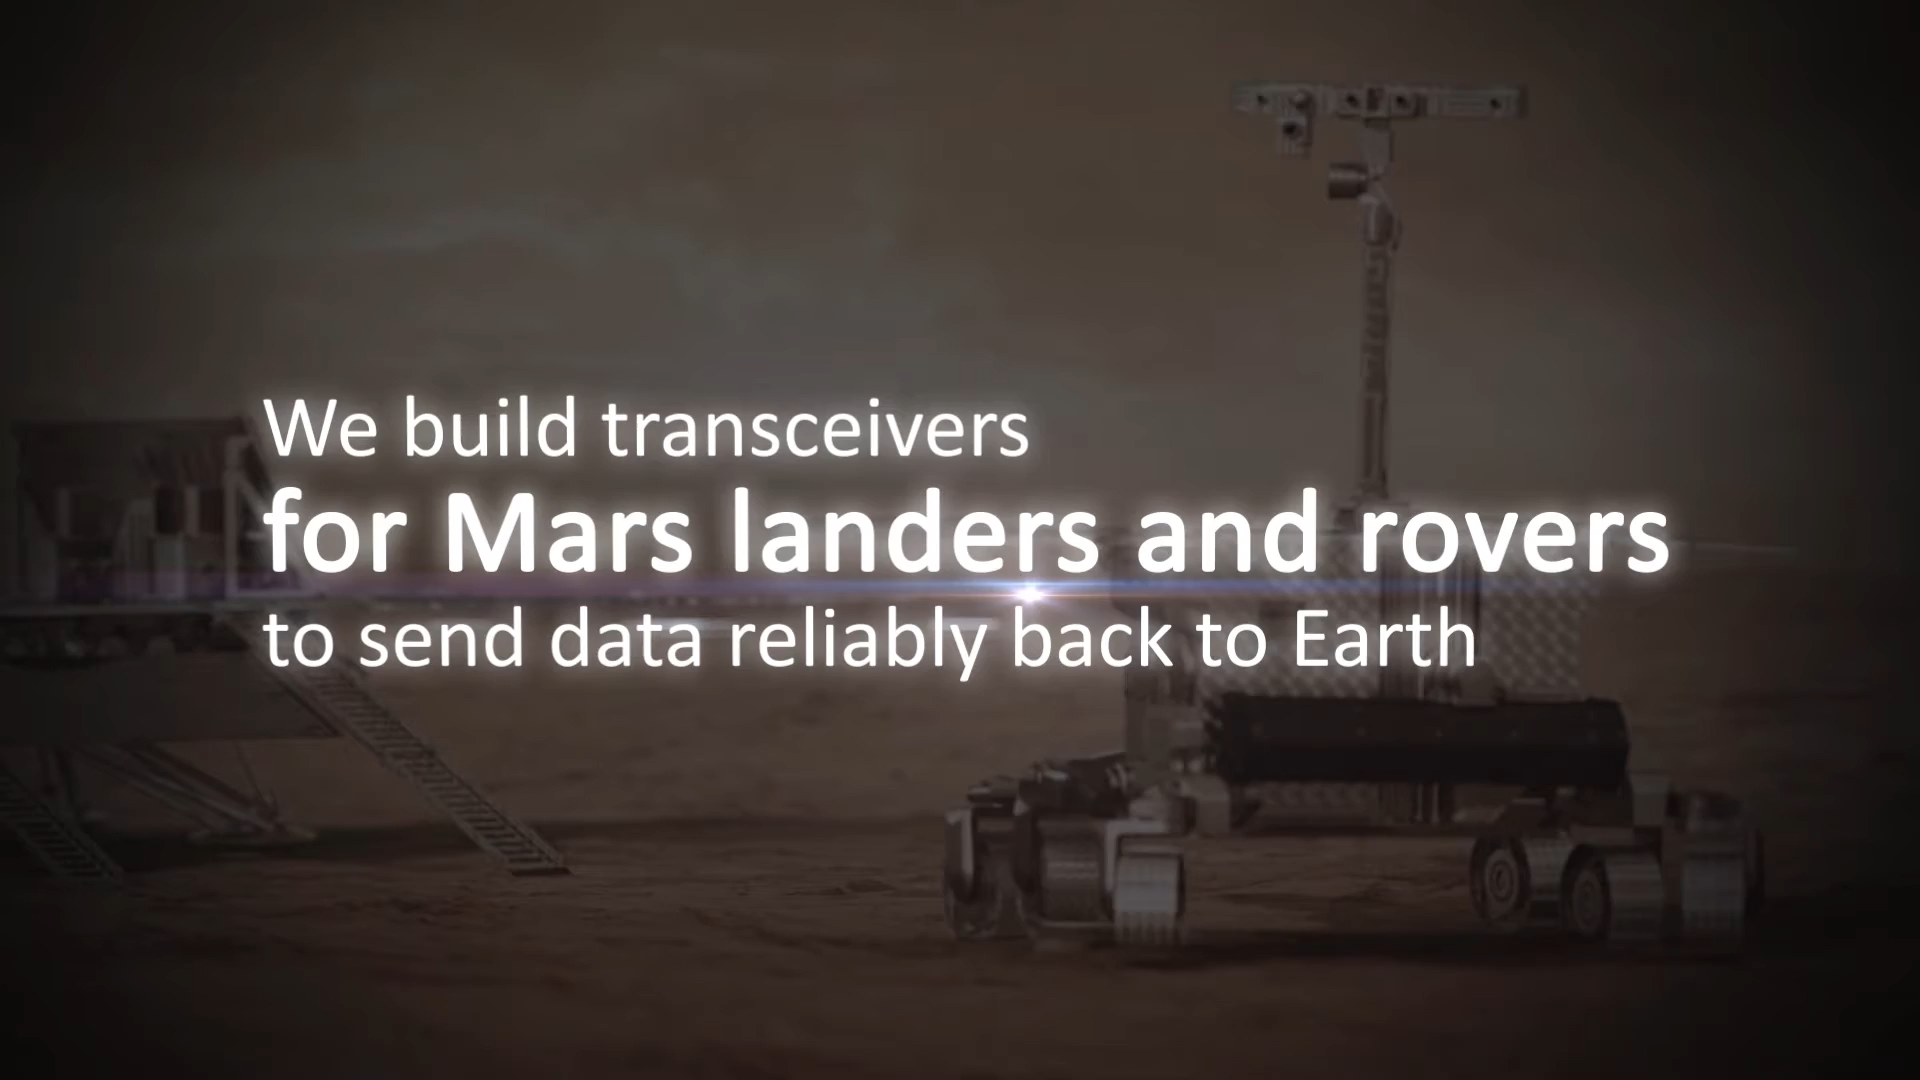 We build transceivers
for Mars landers and rovers
to send data reliably back to Earth